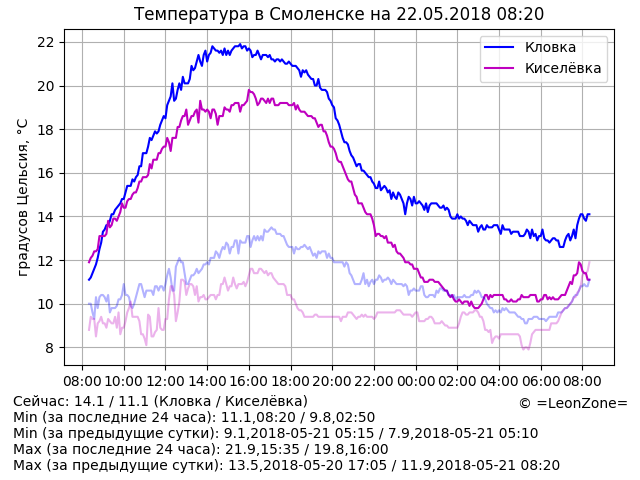 Температура в Смоленске на 22.05.2018 08:20
Кловка
Киселёвка
градусов Цельсия, °C
22
20
18
16
14
12
10
8
08:00 10:00 12:00 14:00 16:00 18:00 20:00 22:00 00:00 02:00 04:00 06:00 08:00
Сейчас: 14.1 / 11.1 (Кловка / Киселёвка)
© =LeonZone=
Min (за последние 24 часа): 11.1,08:20 / 9.8,02:50
Min (за предыдущие сутки): 9.1,2018-05-21 05:15 / 7.9,2018-05-21 05:10
Max (за последние 24 часа): 21.9,15:35 / 19.8,16:00
Max (за предыдущие сутки): 13.5,2018-05-20 17:05 / 11.9,2018-05-21 08:20